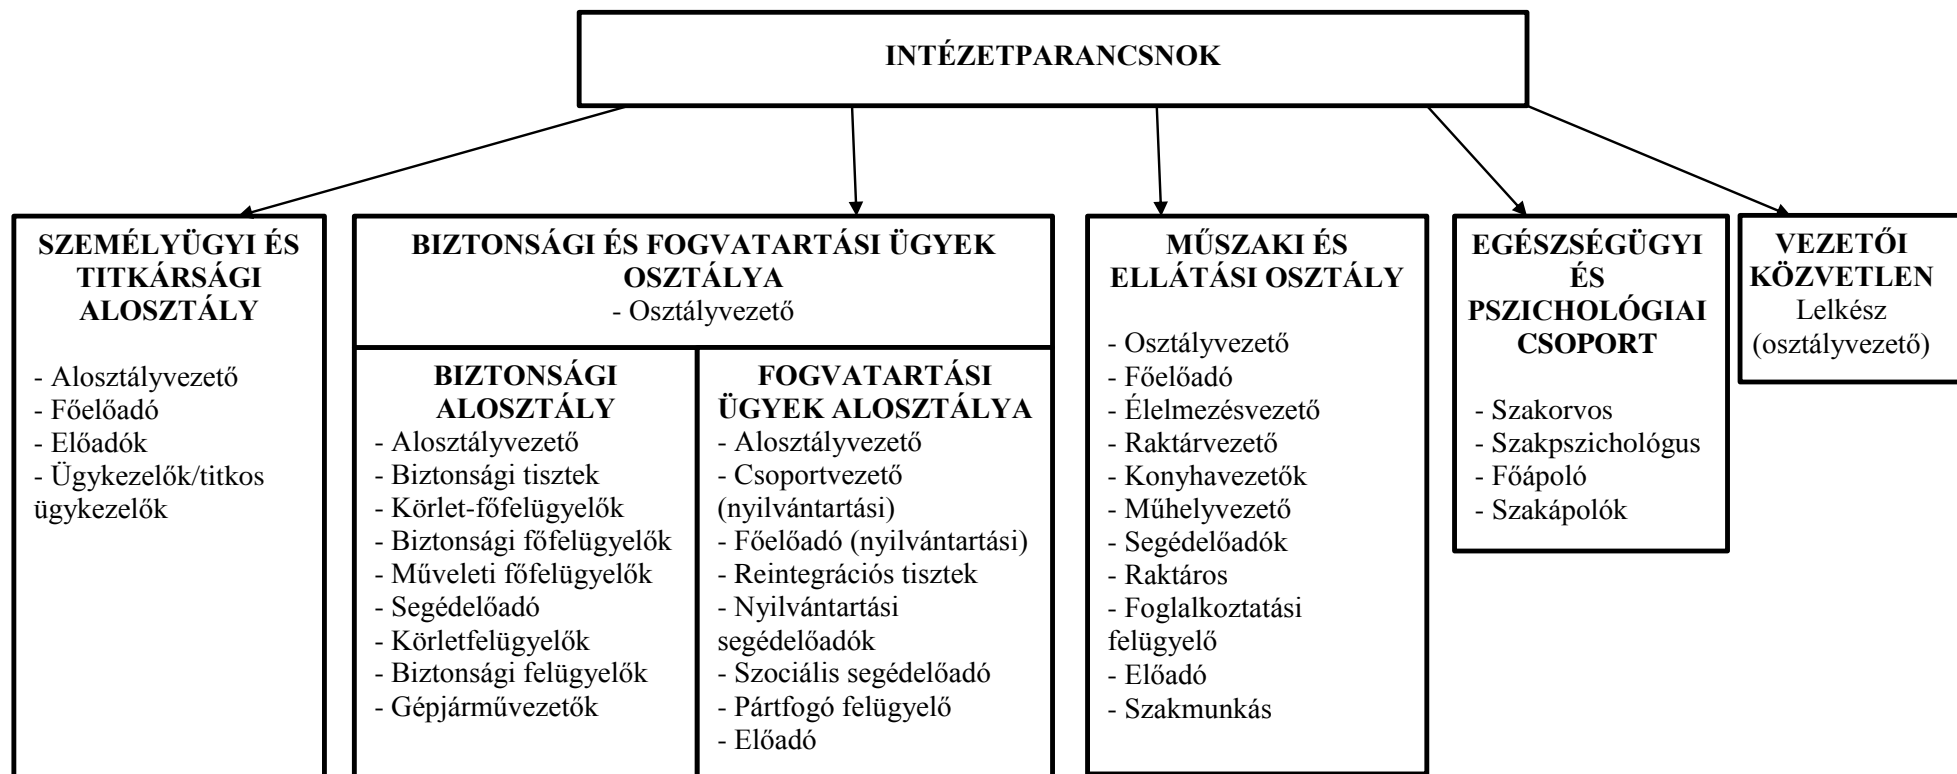 INTÉZETPARANCSNOK
SZEMÉLYÜGYI ÉS
TITKÁRSÁGI
ALOSZTÁLY
- Alosztályvezető
- Főelőadó
- Előadók
- Ügykezelők/titkos
ügykezelők
BIZTONSÁGI ÉS FOGVATARTÁSI ÜGYEK
OSZTÁLYA
- Osztályvezető
BIZTONSÁGI
ALOSZTÁLY
- Alosztályvezető
- Biztonsági tisztek
- Körlet-főfelügyelők
- Biztonsági főfelügyelők
- Műveleti főfelügyelők
- Segédelőadó
- Körletfelügyelők
- Biztonsági felügyelők
- Gépjárművezetők
FOGVATARTÁSI
ÜGYEK ALOSZTÁLYA
- Alosztályvezető
- Csoportvezető
(nyilvántartási)
- Főelőadó (nyilvántartási)
- Reintegrációs tisztek
- Nyilvántartási
segédelőadók
- Szociális segédelőadó
- Pártfogó felügyelő
- Előadó
MŰSZAKI ÉS
ELLÁTÁSI OSZTÁLY
- Osztályvezető
- Főelőadó
- Élelmezésvezető
- Raktárvezető
- Konyhavezetők
- Műhelyvezető
- Segédelőadók
- Raktáros
- Foglalkoztatási
felügyelő
- Előadó
- Szakmunkás
EGÉSZSÉGÜGYI
ÉS
PSZICHOLÓGIAI
CSOPORT
- Szakorvos
- Szakpszichológus
- Főápoló
- Szakápolók
VEZETŐI
KÖZVETLEN
Lelkész
(osztályvezető)